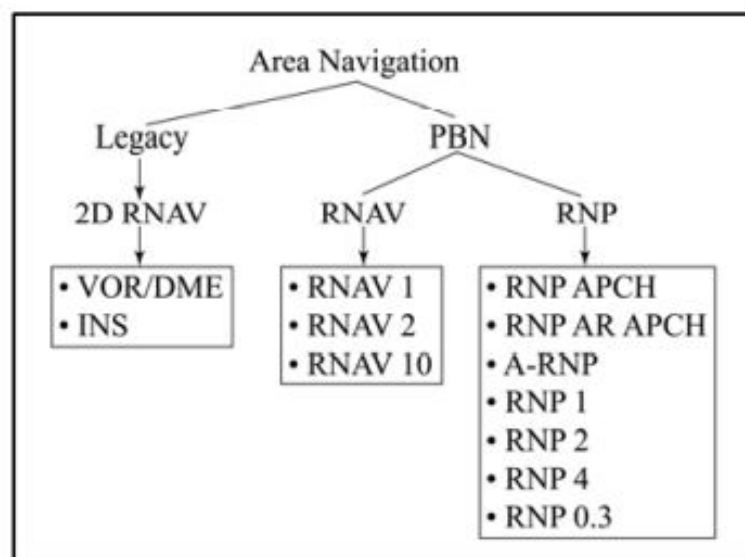 Area Navigation
Legacy
PBN
2D RNAV
RNAV
RNP
• VOR/DME
• INS
• RNAV 1
• RNAV 2
• RNAV 10
• RNP APCH
• RNP AR APCH
• A-RNP
• RNP 1
• RNP 2
• RNP 4
• RNP 0.3